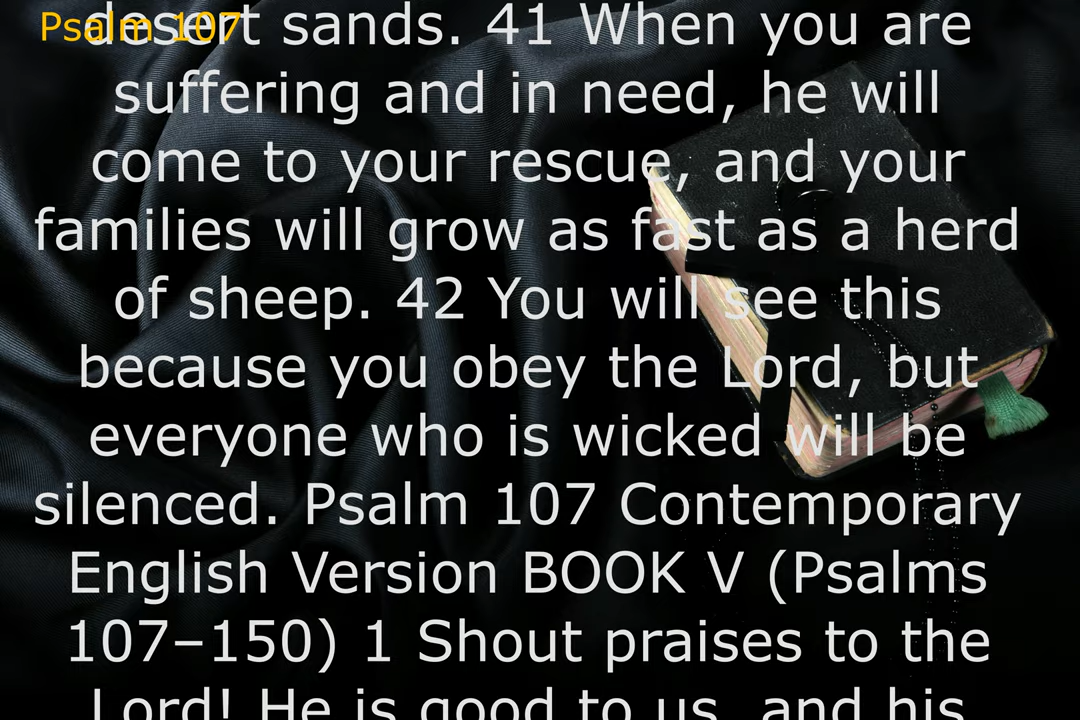 Psalm 107
desert sands. 41 When you are
suffering and in need, he will
come to your rescue, and your
families will grow as fast as a herd
of sheep. 42 You will see this
because you obey the Lord, but
everyone who is wicked will be
silenced. Psalm 107 Contemporary
English Version BOOK V (Psalms
107–150) 1 Shout praises to the
Lord! He is good to us, and his